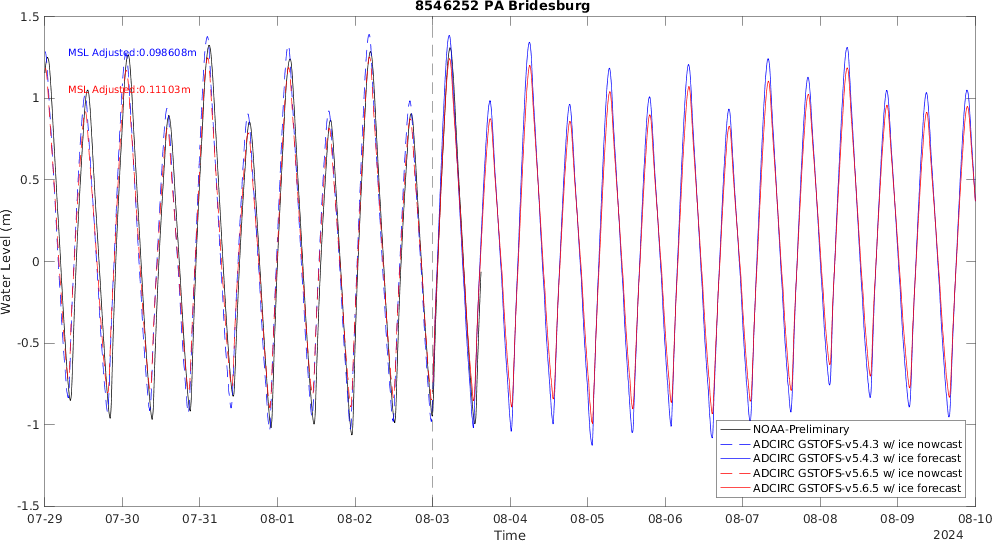 8546252 PA Bridesburg
1.5
1
0.5
0
-0.5
-1
-1.5
Water Level (m)
MSL Adjusted:0.098608m
MSL Adjusted:0.11103m
NOAA-Preliminary
ADCIRC GSTOFS-v5.4.3 w/ ice nowcast
ADCIRC GSTOFS-v5.4.3 w/ ice forecast
ADCIRC GSTOFS-v5.6.5 w/ ice nowcast
ADCIRC GSTOFS-v5.6.5 w/ ice forecast
07-29 07-30 07-31 08-01 08-02 08-03 08-04 08-05 08-06 08-07 08-08 08-09 08-10
Time
2024